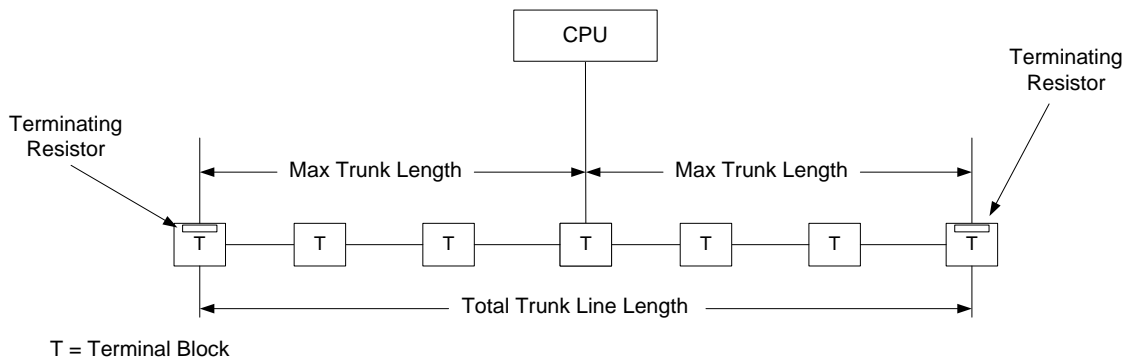 CPU
Terminating
Resistor
Terminating
Resistor
Max Trunk Length
Max Trunk Length
T
T
T
T
T
T
T
Total Trunk Line Length
T = Terminal Block